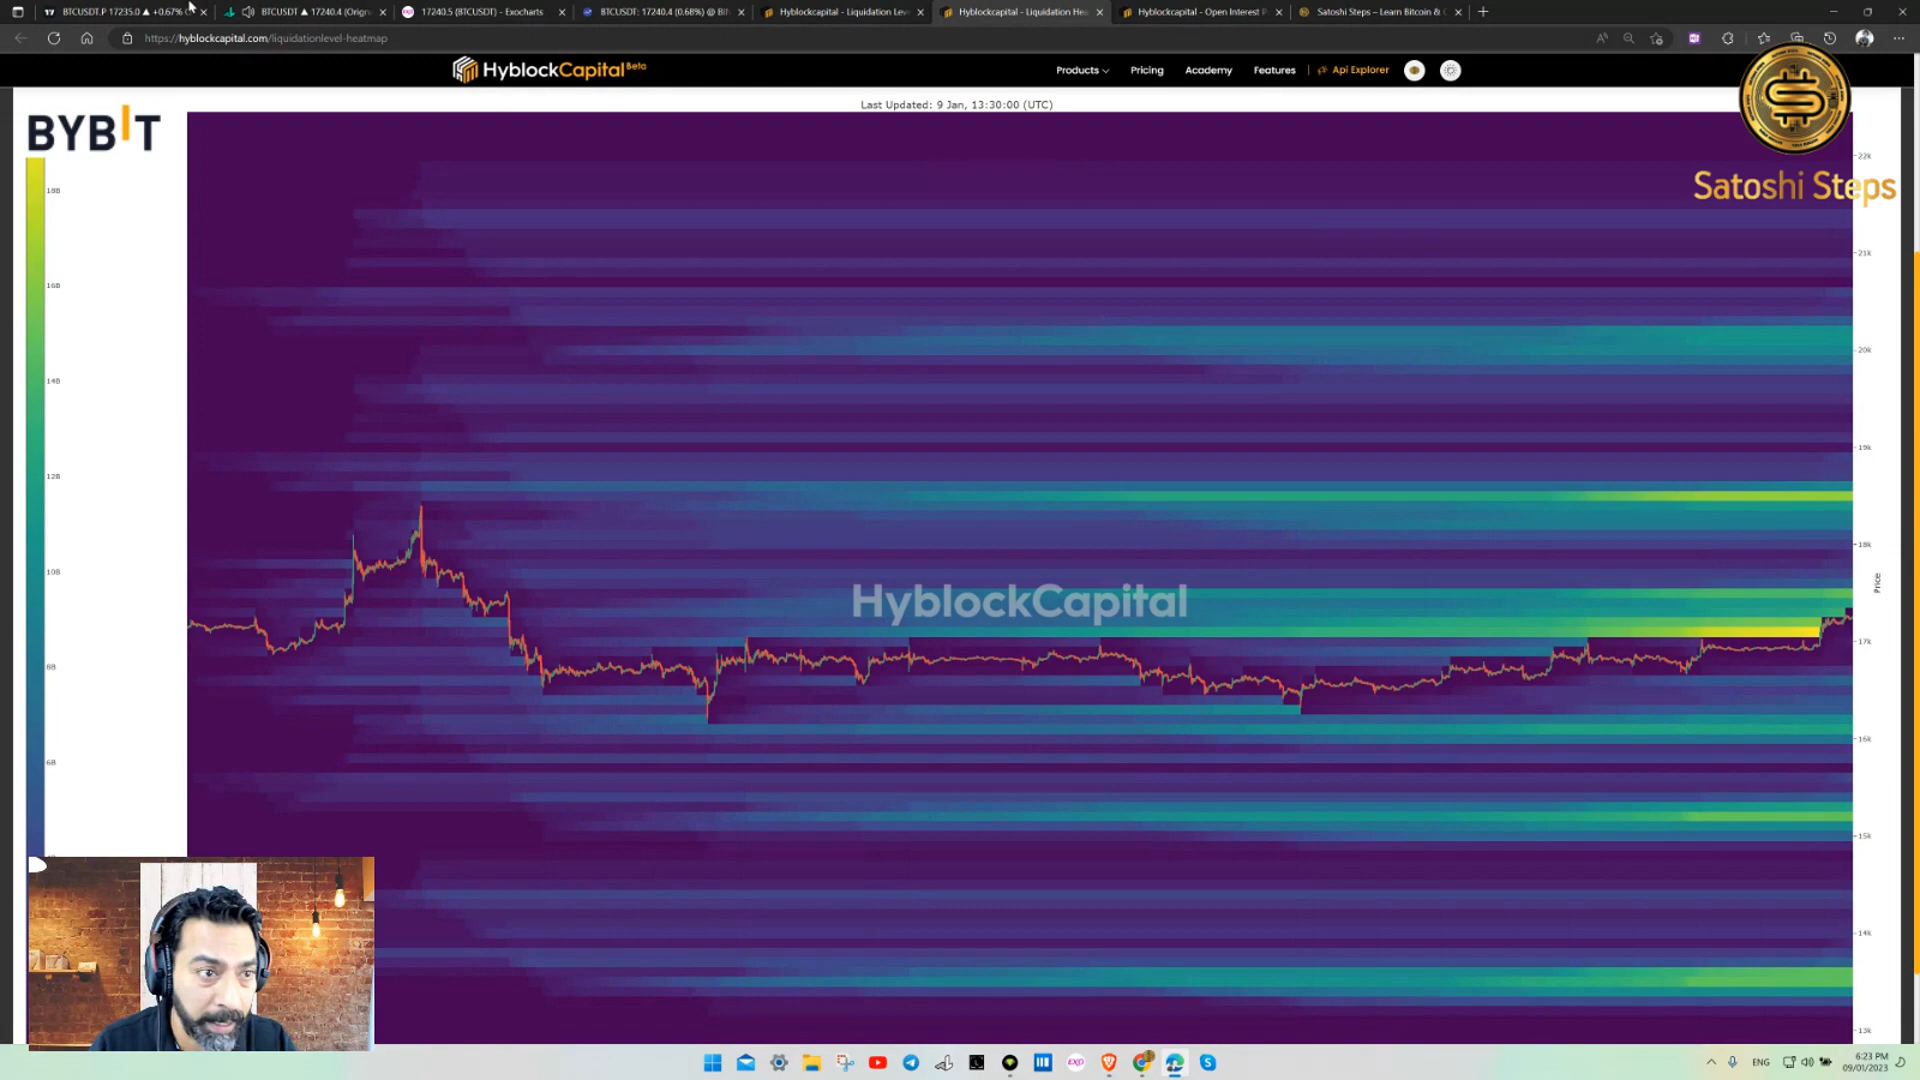 BTCUSDT.P 17235.0 ▲ +0.67%
BTCUSDT ▲ 17240.4
17240.5 (BTCUSDT) - Exocharts
BTCUSDT: 17240.4 (0.68%) @
Hyblockcapital - Liquidation
Hyblockcapital - Liquidation
Hyblockcapital - Open Interest
Satoshi Steps – Learn Bitcoin &
https://hyblockcapital.com/liquidationlevel-heatmap
HyblockCapital Beta
Products
Pricing
Academy
Features
Api Explorer
Last Updated: 9 Jan, 13:30:00 (UTC)
BYBIT
Satoshi Steps
18B
16B
14B
12B
10B
8B
6B
22k
21k
20k
19k
18k
17k
16k
15k
14k
13k
Price
HyblockCapital
EXO
ENG
6:23 PM
09/01/2023